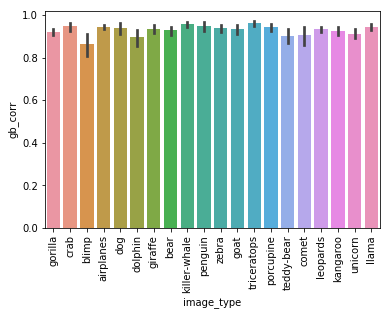 gb_corr
1.0
0.8
0.6
0.4
0.2
0.0
gorilla
crab
blimp
airplanes
dog
dolphin
giraffe
bear
killer-whale
penguin
zebra
goat
triceratops
porcupine
teddy-bear
comet
leopards
kangaroo
unicorn
llama
image_type